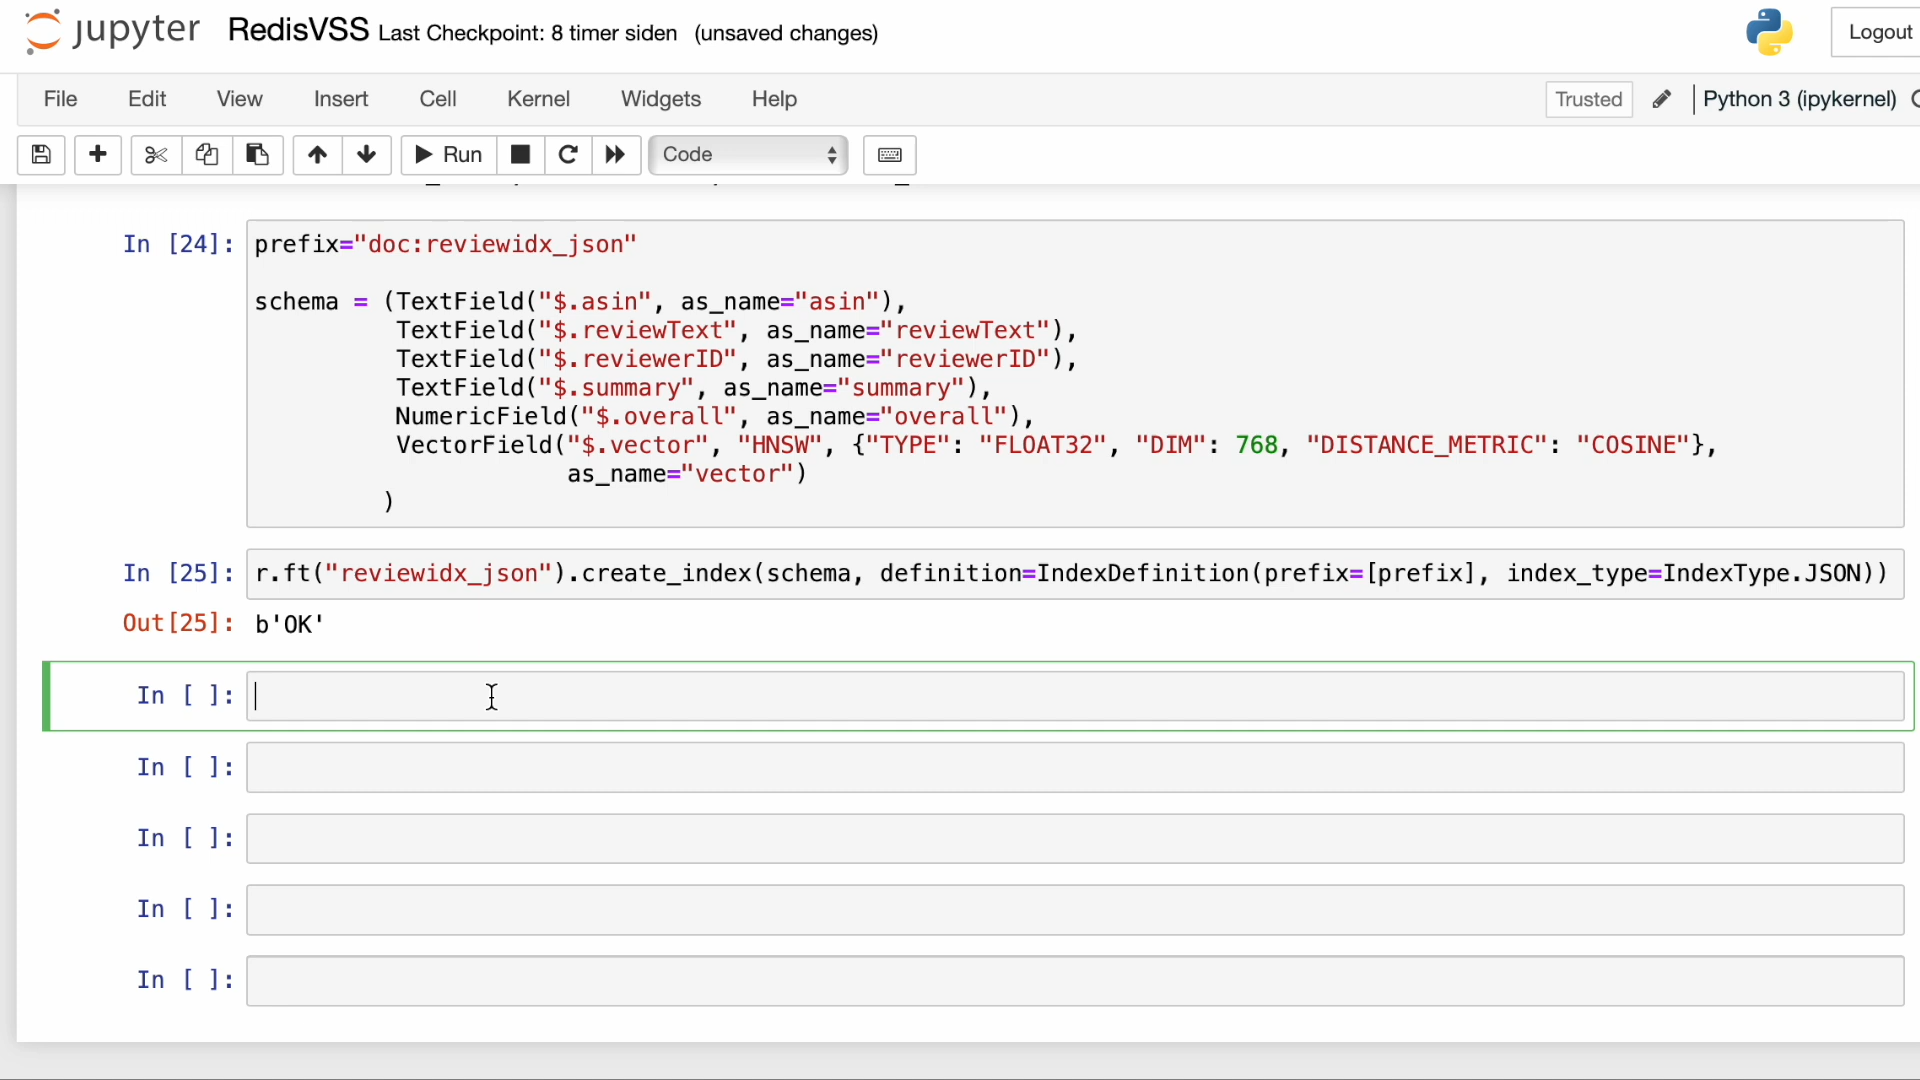 jupyter RedisVSS Last Checkpoint: 8 timer siden (unsaved changes)
Logout
File Edit View Insert Cell Kernel Widgets Help
Trusted Python 3 (ipykernel)
Run Code
In [24]: prefix="doc:reviewidx_json"
schema = (TextField("$.asin", as_name="asin"),
TextField("$.reviewText", as_name="reviewText"),
TextField("$.reviewerID", as_name="reviewerID"),
TextField("$.summary", as_name="summary"),
NumericField("$.overall", as_name="overall"),
VectorField("$.vector", "HNSW", {"TYPE": "FLOAT32", "DIM": 768, "DISTANCE_METRIC": "COSINE"},
as_name="vector")
)
In [25]: r.ft("reviewidx_json").create_index(schema, definition=IndexDefinition(prefix=[prefix], index_type=IndexType.JSON))
Out[25]: b'OK'
In [ ]:
In [ ]:
In [ ]:
In [ ]:
In [ ]: